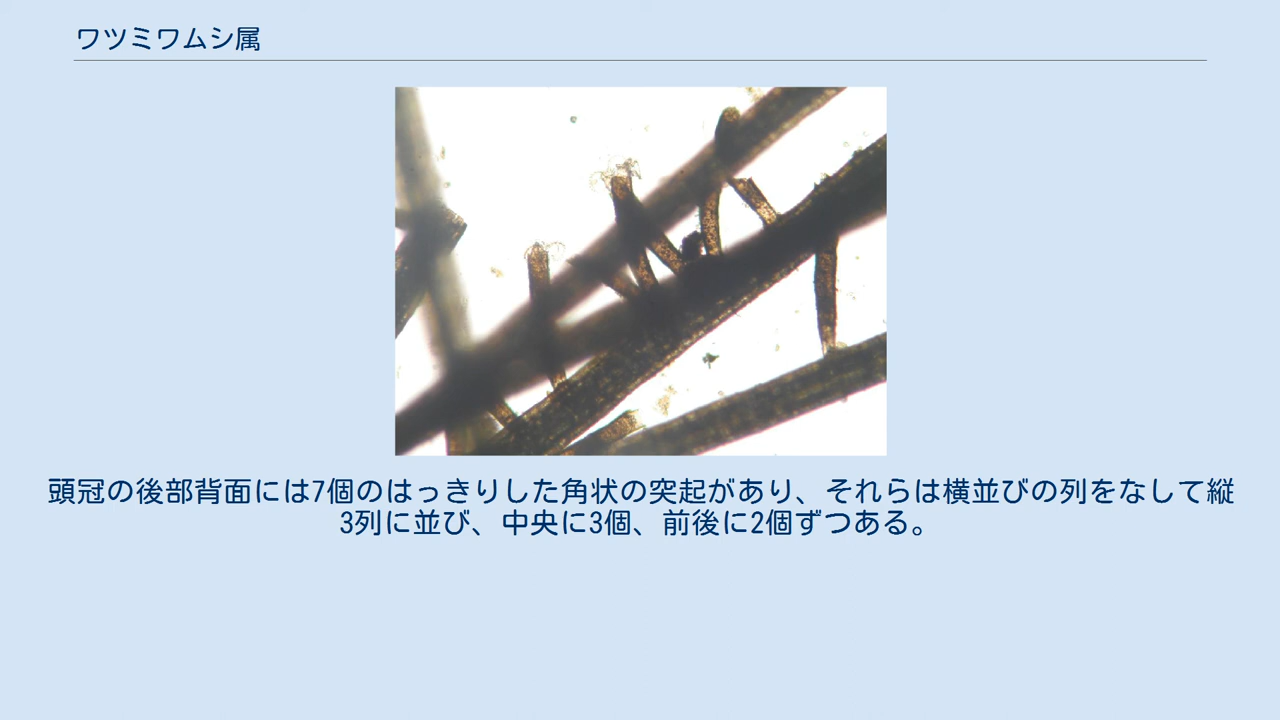 ワツミワムシ属
頭冠の後部背面には7個のはっきりした角状の突起があり、それらは横並びの列をなして縦
3列に並び、中央に3個、前後に2個ずつある。